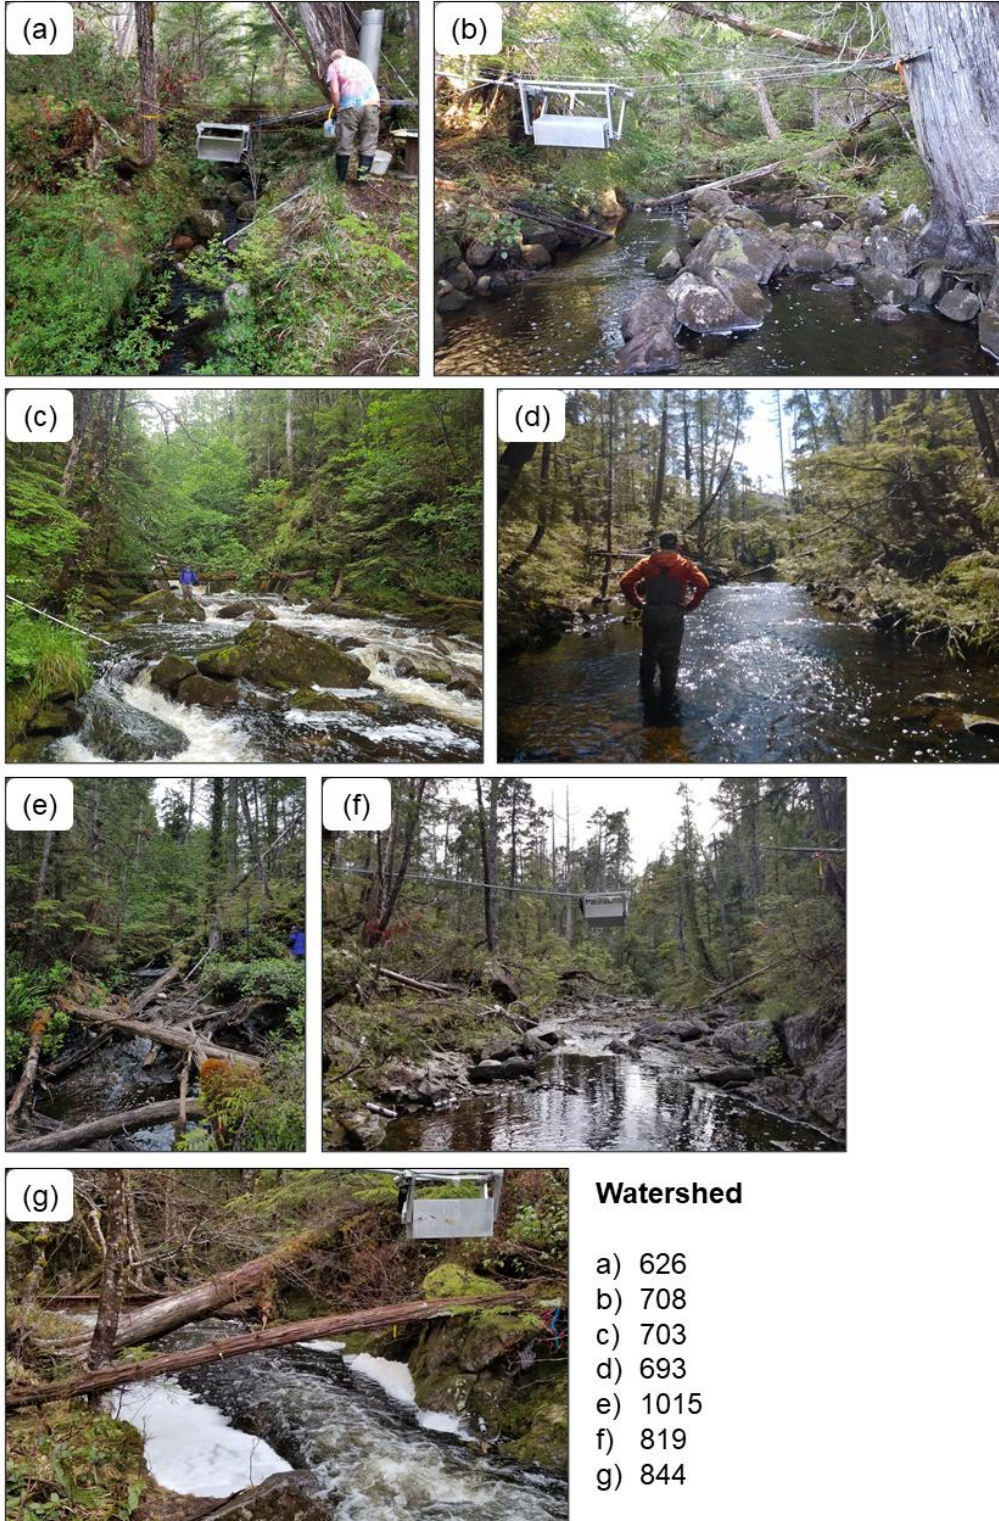 (a)
(b)
(c)
(d)
(e)
(f)
(g)
Watershed
a) 626
b) 708
c) 703
d) 693
e) 1015
f) 819
g) 844